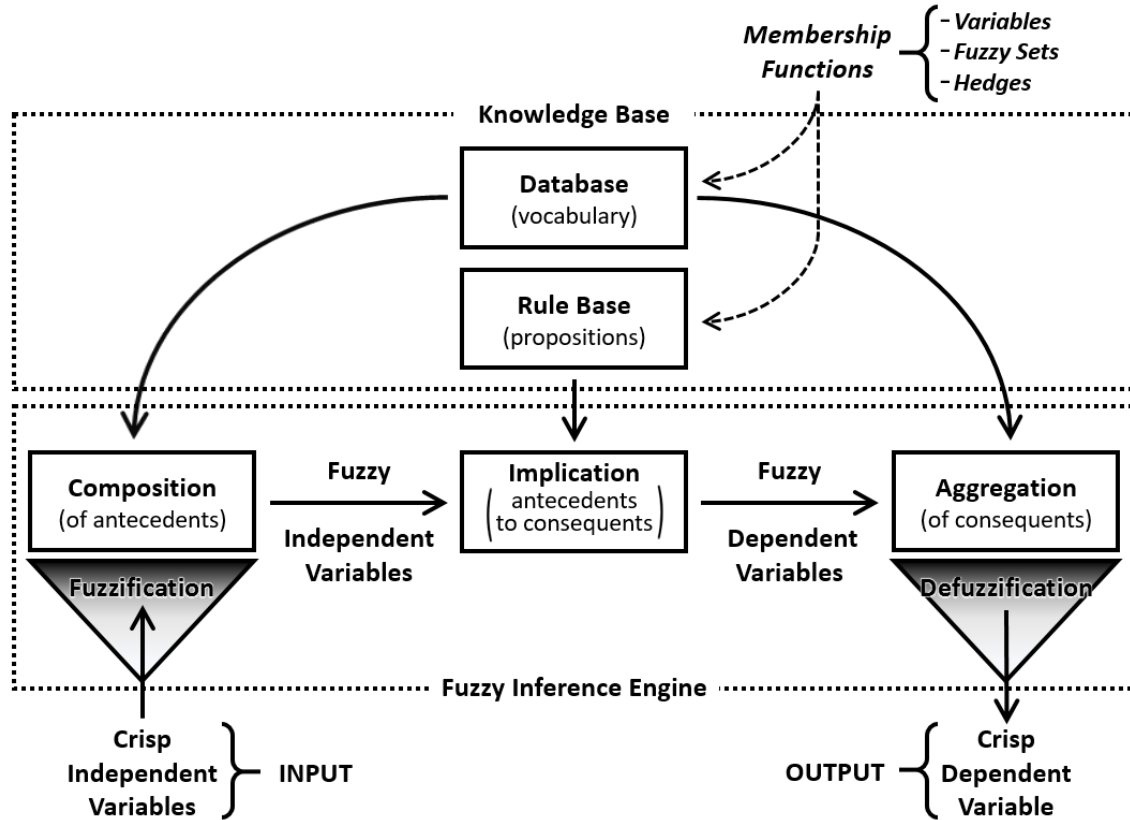 Membership
Functions
- Variables
- Fuzzy Sets
- Hedges
Knowledge Base
Database
(vocabulary)
Rule Base
(propositions)
Composition
(of antecedents)
Fuzzy
Independent
Variables
Implication
(antecedents
to consequents)
Fuzzy
Dependent
Variables
Aggregation
(of consequents)
Fuzzification
Defuzzification
Fuzzy Inference Engine
Crisp
Independent
Variables
INPUT
OUTPUT
Crisp
Dependent
Variable